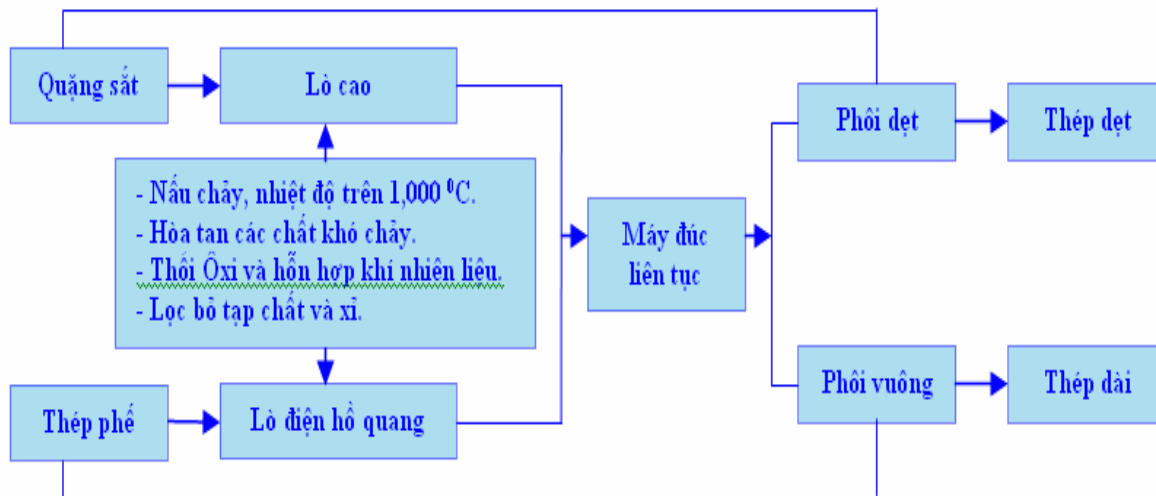 Quặng sắt
Lò cao
Phôi dẹt
Thép dẹt
- Nấu chảy, nhiệt độ trên 1,000 ⁰C.
- Hòa tan các chất khó chảy.
- Thổi Ôxi và hỗn hợp khí nhiên liệu.
- Lọc bỏ tạp chất và xỉ.
Máy đúc
liên tục
Thép phế
Lò điện hồ quang
Phôi vuông
Thép dài